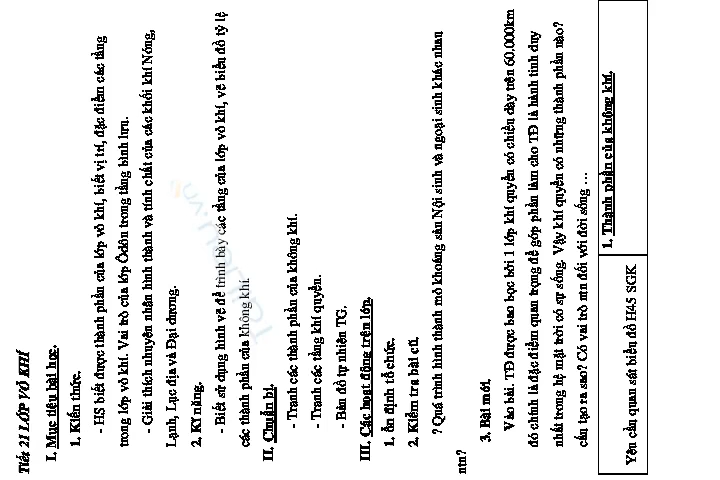 Tiết 21 LỚP VỎ KHÍ
I. Mục tiêu bài học.
1. Kiến thức.
- HS biết được thành phần của lớp vỏ khí, biết vị trí, đặc điểm các tầng
trong lớp vỏ khí. Vai trò của lớp Ôdôn trong tầng bình lưu.
- Giải thích nhuyên nhân hình thành và tính chất của các khối khí Nóng,
Lạnh, Lục địa và Đại dương.
2. Kĩ năng.
- Biết sử dụng hình vẽ để trình bày các tầng của lớp vỏ khí, vẽ biểu đồ tỷ lệ
các thành phần của không khí.
II. Chuẩn bị.
- Tranh các thành phần của không khí.
- Tranh các tầng khí quyển.
- Bản đồ tự nhiên TG.
III. Các hoạt động trên lớp.
1. ổn định tổ chức.
2. Kiểm tra bài cũ.
? Quá trình hình thành mỏ khoáng sản Nội sinh và ngoại sinh khác nhau
ntn?
3. Bài mới.
Vào bài. TĐ được bao bọc bởi 1 lớp khí quyển có chiều dày trên 60.000km
đó chính là đặc điểm quan trọng để góp phần làm cho TĐ là hành tinh duy
nhất trong hệ mặt trời có sự sống. Vậy khí quyển có những thành phần nào?
cấu tạo ra sao? Có vai trò ntn đối với đời sống ...
Yêu cầu quan sát biểu đồ H45 SGK
1. Thành phần của không khí.
TaiLieu.vn